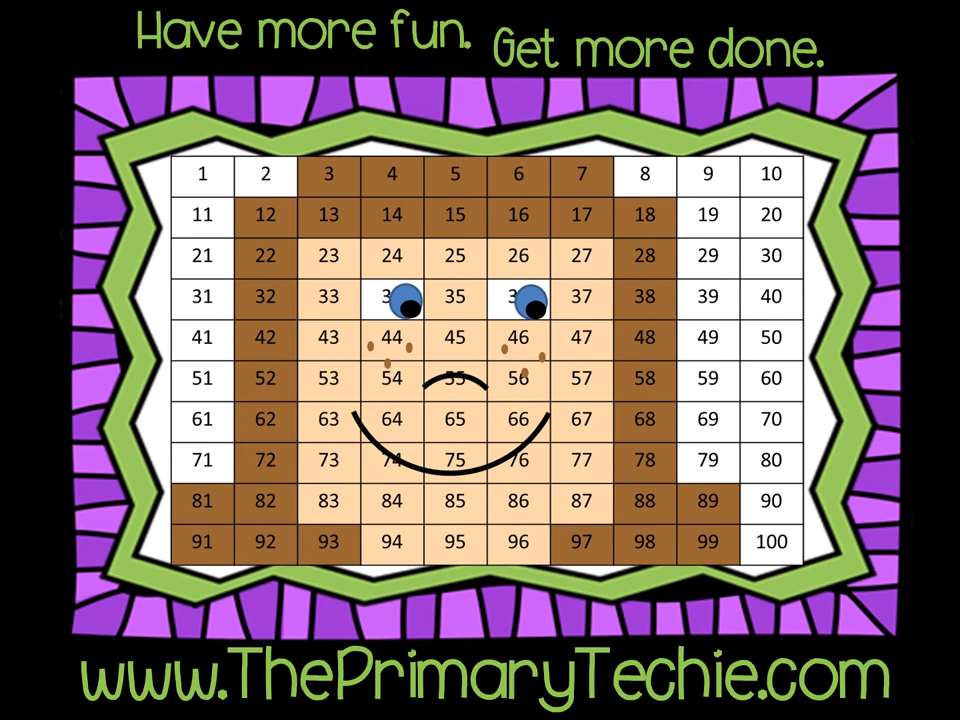 Have more fun. Get more done.
1 2 3 4 5 6 7 8 9 10
11 12 13 14 15 16 17 18 19 20
21 22 23 24 25 26 27 28 29 30
31 32 33 3 35 3 37 38 39 40
41 42 43 44 45 46 47 48 49 50
51 52 53 54 55 56 57 58 59 60
61 62 63 64 65 66 67 68 69 70
71 72 73 74 75 76 77 78 79 80
81 82 83 84 85 86 87 88 89 90
91 92 93 94 95 96 97 98 99 100
www.ThePrimaryTechie.com